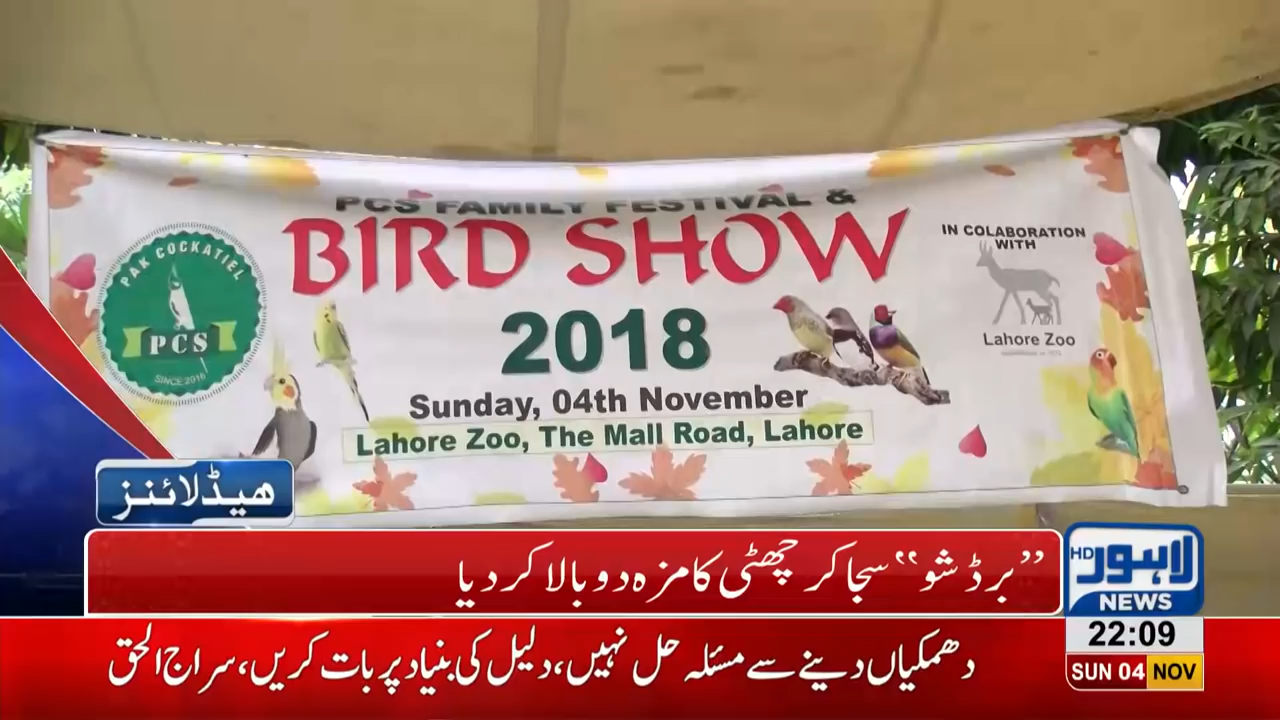 PCS FAMILY FESTIVAL &
BIRD SHOW
2018
Sunday, 04th November
Lahore Zoo, The Mall Road, Lahore
PAK COCKATIEL
PCS
SINCE 2016
IN COLABORATION
WITH
Lahore Zoo
ہیڈلائنز
”برڈ شو“ سجا کر چھٹی کا مزہ دوبالا کر دیا
HD لاہور
NEWS
22:09
SUN 04 NOV
دھمکیاں دینے سے مسئلہ حل نہیں، دلیل کی بنیاد پر بات کریں، سراج الحق